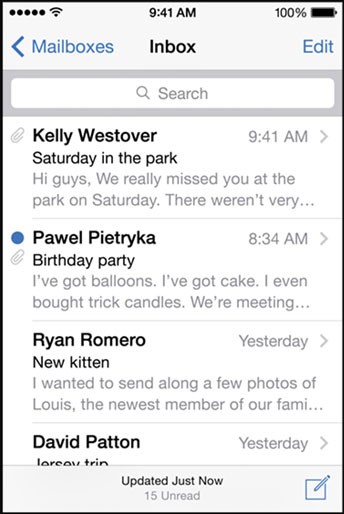 9:41 AM 100%
Mailboxes Inbox Edit
Search
Kelly Westover 9:41 AM
Saturday in the park
Hi guys, We really missed you at the
park on Saturday. There weren't very…
Pawel Pietryka 8:34 AM
Birthday party
I've got balloons. I've got cake. I even
bought trick candles. We're meeting…
Ryan Romero Yesterday
New kitten
I wanted to send along a few photos of
Louis, the newest member of our fami…
David Patton Yesterday
Jersey trip
Updated Just Now
15 Unread